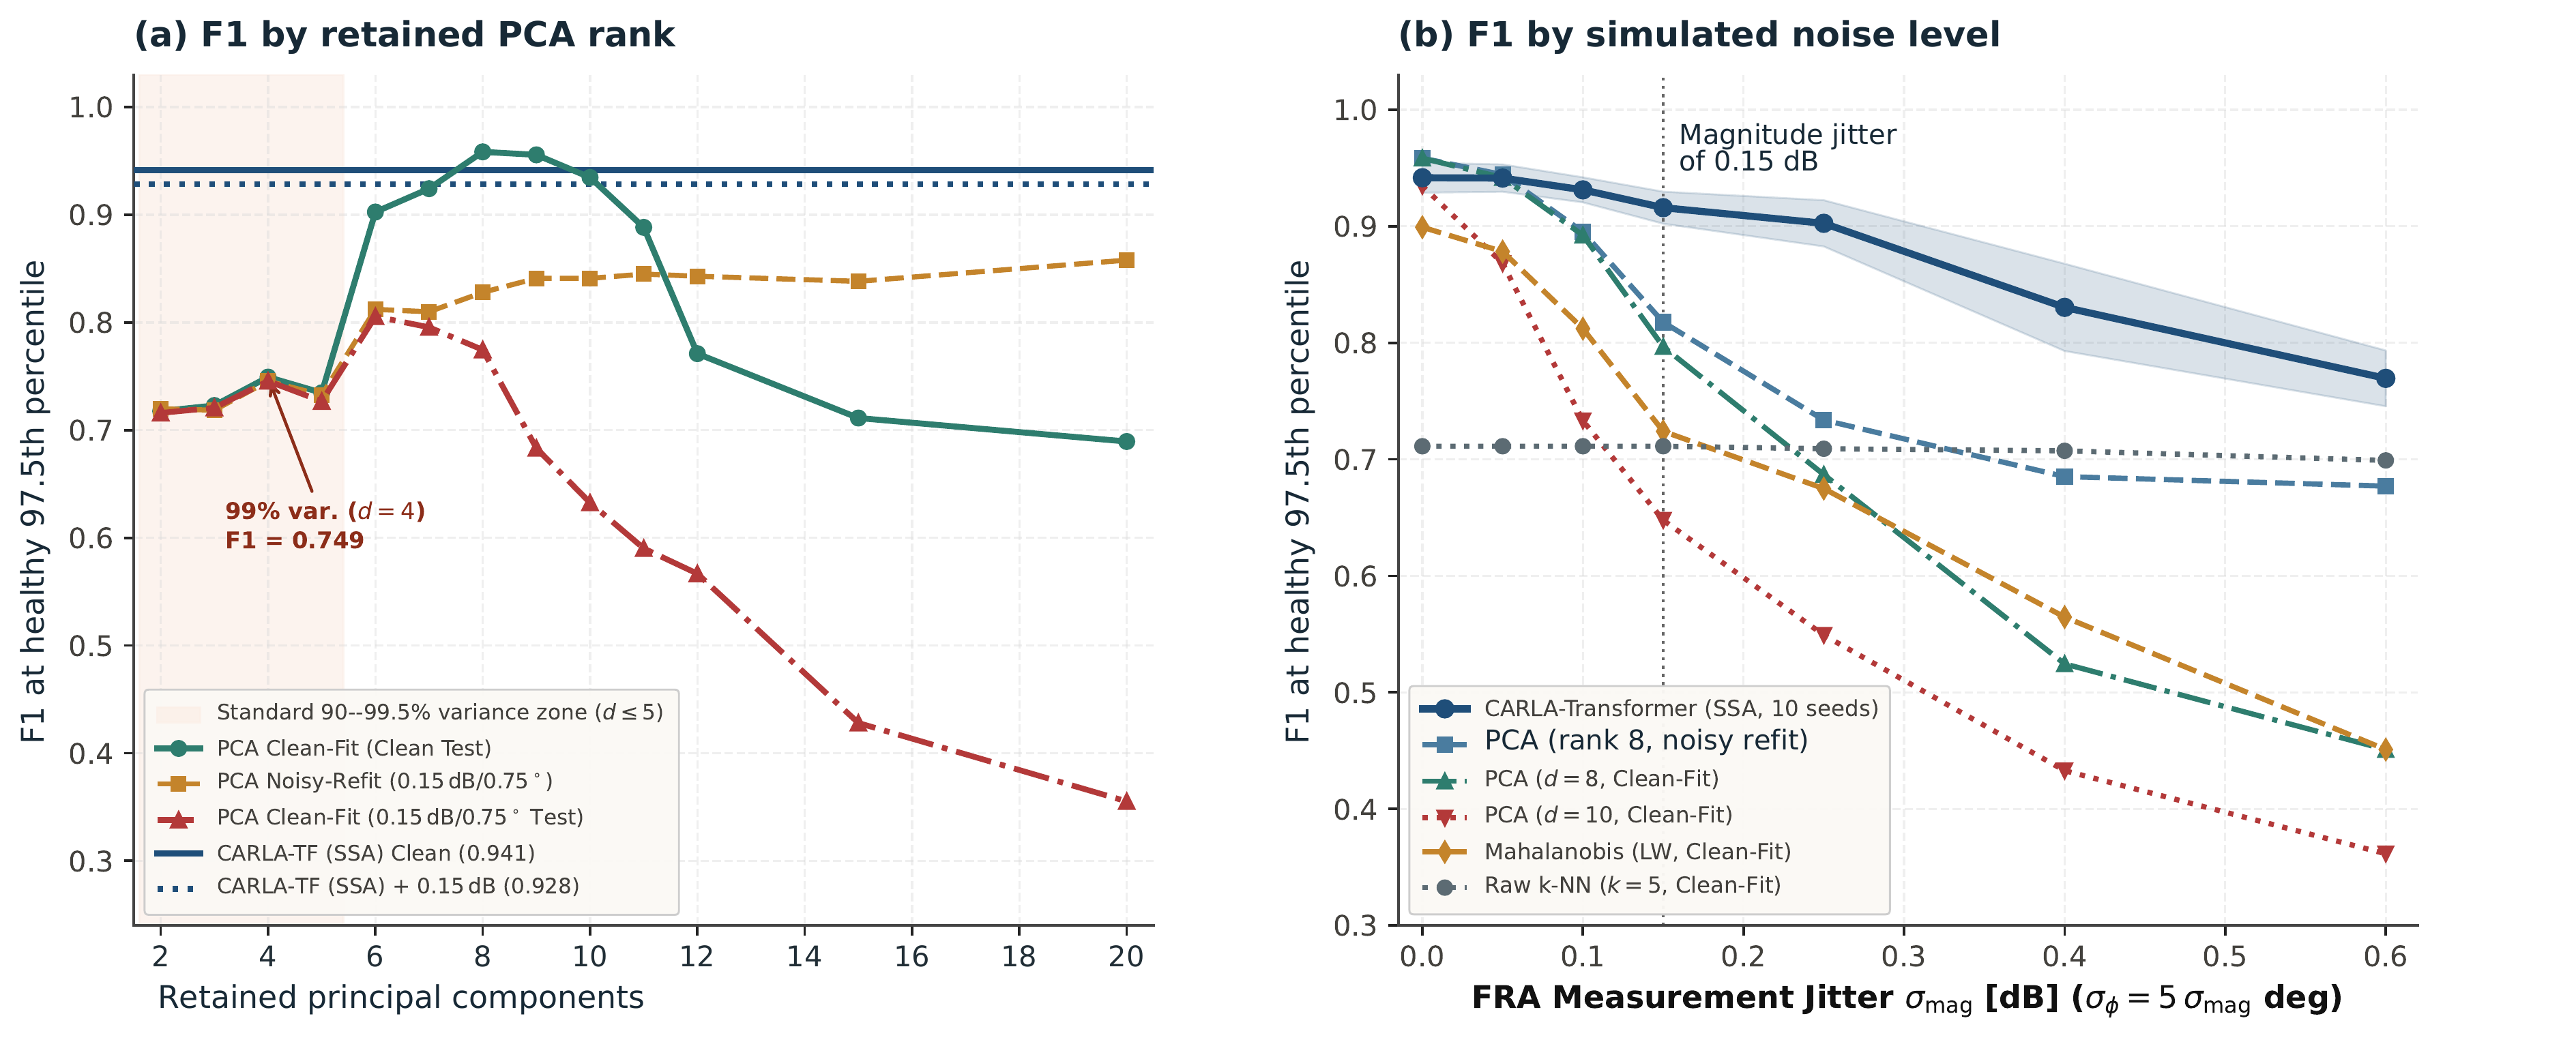 (a) F1 by retained PCA rank
F1 at healthy 97.5th percentile
1.0
0.9
0.8
0.7
0.6
0.5
0.4
0.3
99% var. (d = 4)
F1 = 0.749
Standard 90--99.5% variance zone (d ≤ 5)
PCA Clean-Fit (Clean Test)
PCA Noisy-Refit (0.15 dB/0.75°)
PCA Clean-Fit (0.15 dB/0.75° Test)
CARLA-TF (SSA) Clean (0.941)
CARLA-TF (SSA) + 0.15 dB (0.928)
2 4 6 8 10 12 14 16 18 20
Retained principal components
(b) F1 by simulated noise level
F1 at healthy 97.5th percentile
1.0
0.9
0.8
0.7
0.6
0.5
0.4
0.3
Magnitude jitter
of 0.15 dB
CARLA-Transformer (SSA, 10 seeds)
PCA (rank 8, noisy refit)
PCA (d = 8, Clean-Fit)
PCA (d = 10, Clean-Fit)
Mahalanobis (LW, Clean-Fit)
Raw k-NN (k = 5, Clean-Fit)
0.0 0.1 0.2 0.3 0.4 0.5 0.6
FRA Measurement Jitter σmag [dB] (σϕ = 5 σmag deg)